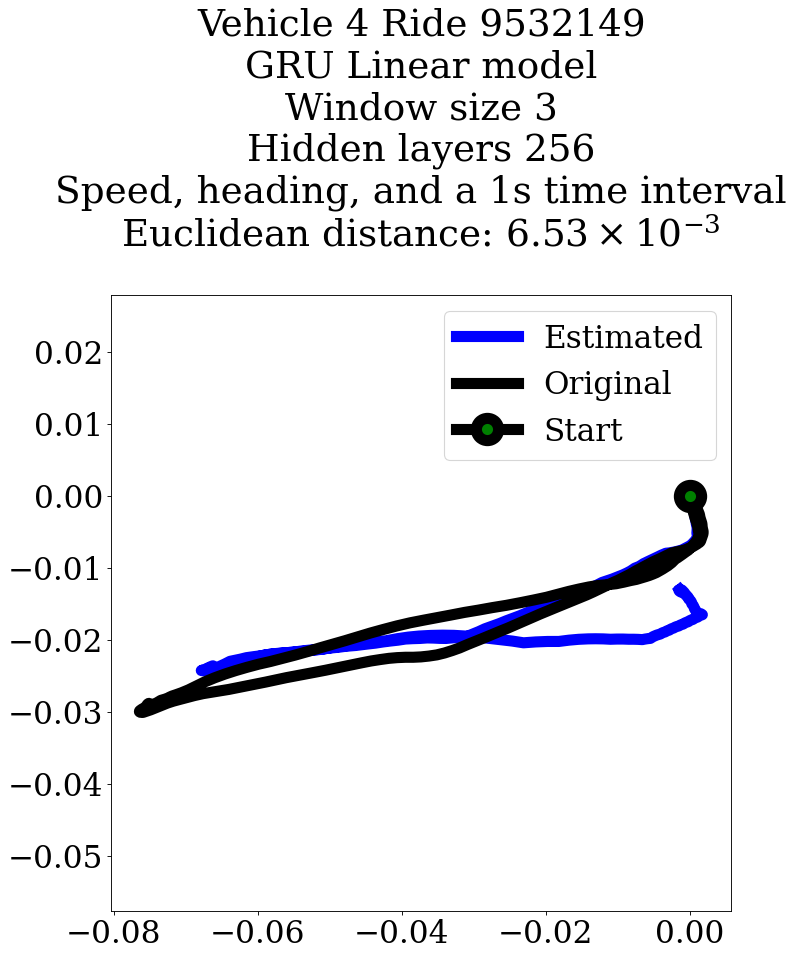 Vehicle 4 Ride 9532149
GRU Linear model
Window size 3
Hidden layers 256
Speed, heading, and a 1s time interval
Euclidean distance: 6.53 × 10⁻³
Estimated
Original
Start
0.02
0.01
0.00
−0.01
−0.02
−0.03
−0.04
−0.05
−0.08 −0.06 −0.04 −0.02 0.00